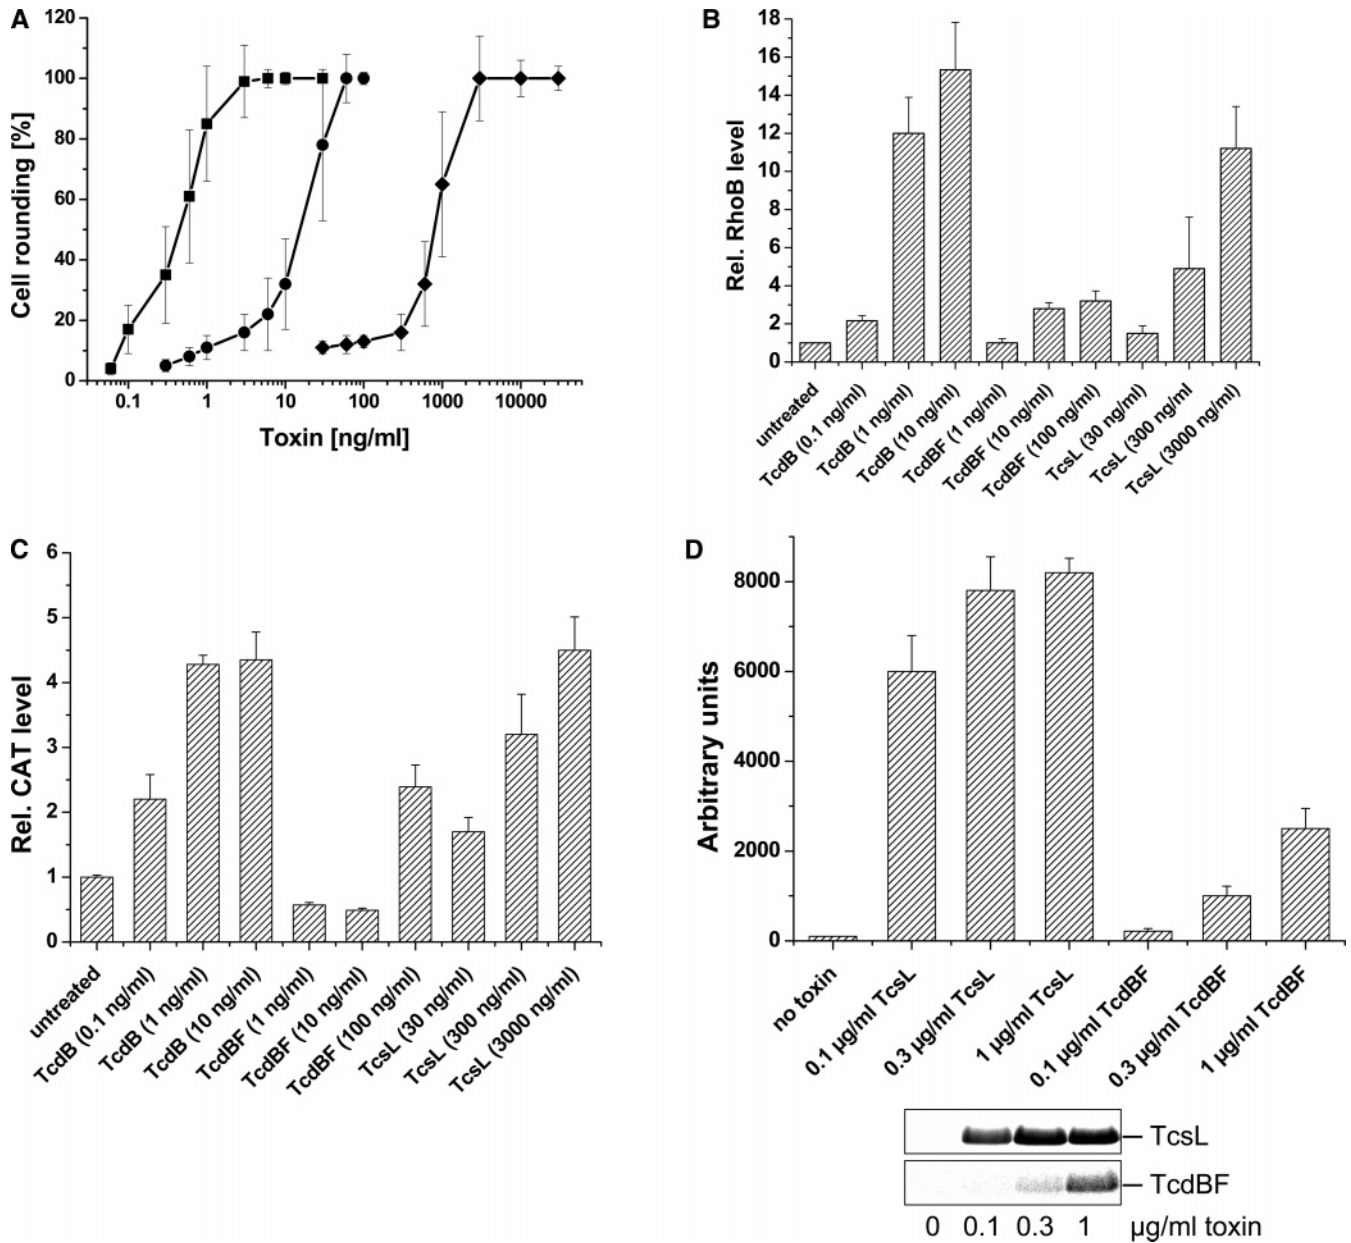 A
120
100
80
60
40
20
0
Cell rounding [%]
0.1 1 10 100 1000 10000
Toxin [ng/ml]
B
18
16
14
12
10
8
6
4
2
0
Rel. RhoB level
untreated
TcdB (0.1 ng/ml)
TcdB (1 ng/ml)
TcdB (10 ng/ml)
TcdBF (1 ng/ml)
TcdBF (10 ng/ml)
TcdBF (100 ng/ml)
TcsL (30 ng/ml)
TcsL (300 ng/ml
TcsL (3000 ng/ml)
C
6
5
4
3
2
1
0
Rel. CAT level
untreated
TcdB (0.1 ng/ml)
TcdB (1 ng/ml)
TcdB (10 ng/ml)
TcdBF (1 ng/ml)
TcdBF (10 ng/ml)
TcdBF (100 ng/ml)
TcsL (30 ng/ml)
TcsL (300 ng/ml)
TcsL (3000 ng/ml)
D
8000
6000
4000
2000
0
Arbitrary units
no toxin
0.1 µg/ml TcsL
0.3 µg/ml TcsL
1 µg/ml TcsL
0.1 µg/ml TcdBF
0.3 µg/ml TcdBF
1 µg/ml TcdBF
TcsL
TcdBF
0 0.1 0.3 1 µg/ml toxin